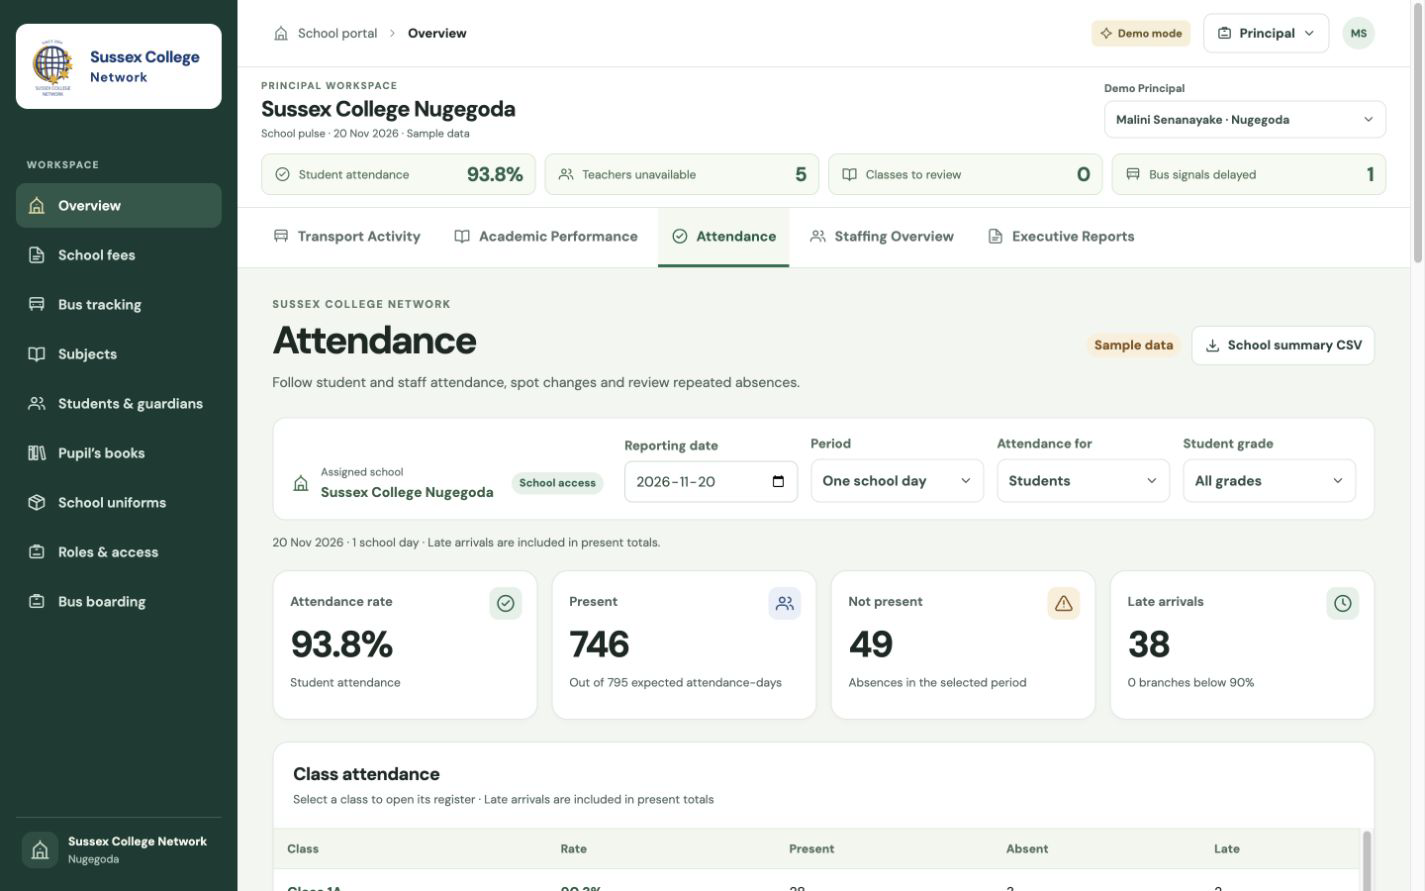 Sussex College
Network
WORKSPACE
Overview
School fees
Bus tracking
Subjects
Students & guardians
Pupil's books
School uniforms
Roles & access
Bus boarding
Sussex College Network
Nugegoda
School portal > Overview
Demo mode
Principal
MS
PRINCIPAL WORKSPACE
Sussex College Nugegoda
School pulse · 20 Nov 2026 · Sample data
Demo Principal
Malini Senanayake · Nugegoda
Student attendance 93.8%
Teachers unavailable 5
Classes to review 0
Bus signals delayed 1
Transport Activity
Academic Performance
Attendance
Staffing Overview
Executive Reports
SUSSEX COLLEGE NETWORK
Attendance
Follow student and staff attendance, spot changes and review repeated absences.
Sample data
School summary CSV
Assigned school
Sussex College Nugegoda
School access
Reporting date
2026-11-20
Period
One school day
Attendance for
Students
Student grade
All grades
20 Nov 2026 · 1 school day · Late arrivals are included in present totals.
Attendance rate
93.8%
Student attendance
Present
746
Out of 795 expected attendance-days
Not present
49
Absences in the selected period
Late arrivals
38
0 branches below 90%
Class attendance
Select a class to open its register · Late arrivals are included in present totals
Class Rate Present Absent Late
Class 1A